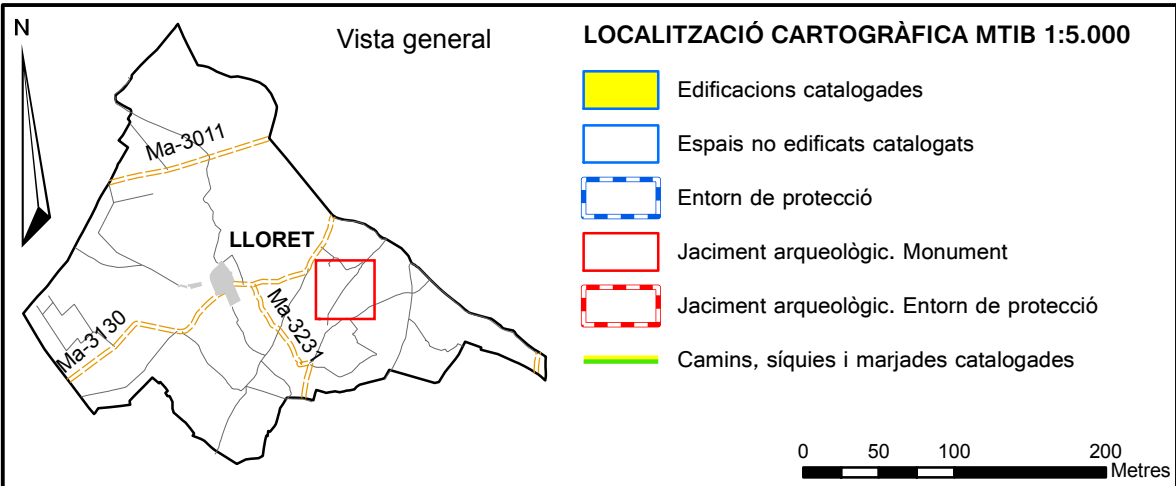 N
Vista general
Ma-3011
LLORET
Ma-3231
Ma-3130
LOCALITZACIÓ CARTOGRÀFICA MTIB 1:5.000
Edificacions catalogades
Espais no edificats catalogats
Entorn de protecció
Jaciment arqueològic. Monument
Jaciment arqueològic. Entorn de protecció
Camins, síquies i marjades catalogades
0 50 100 200
Metres